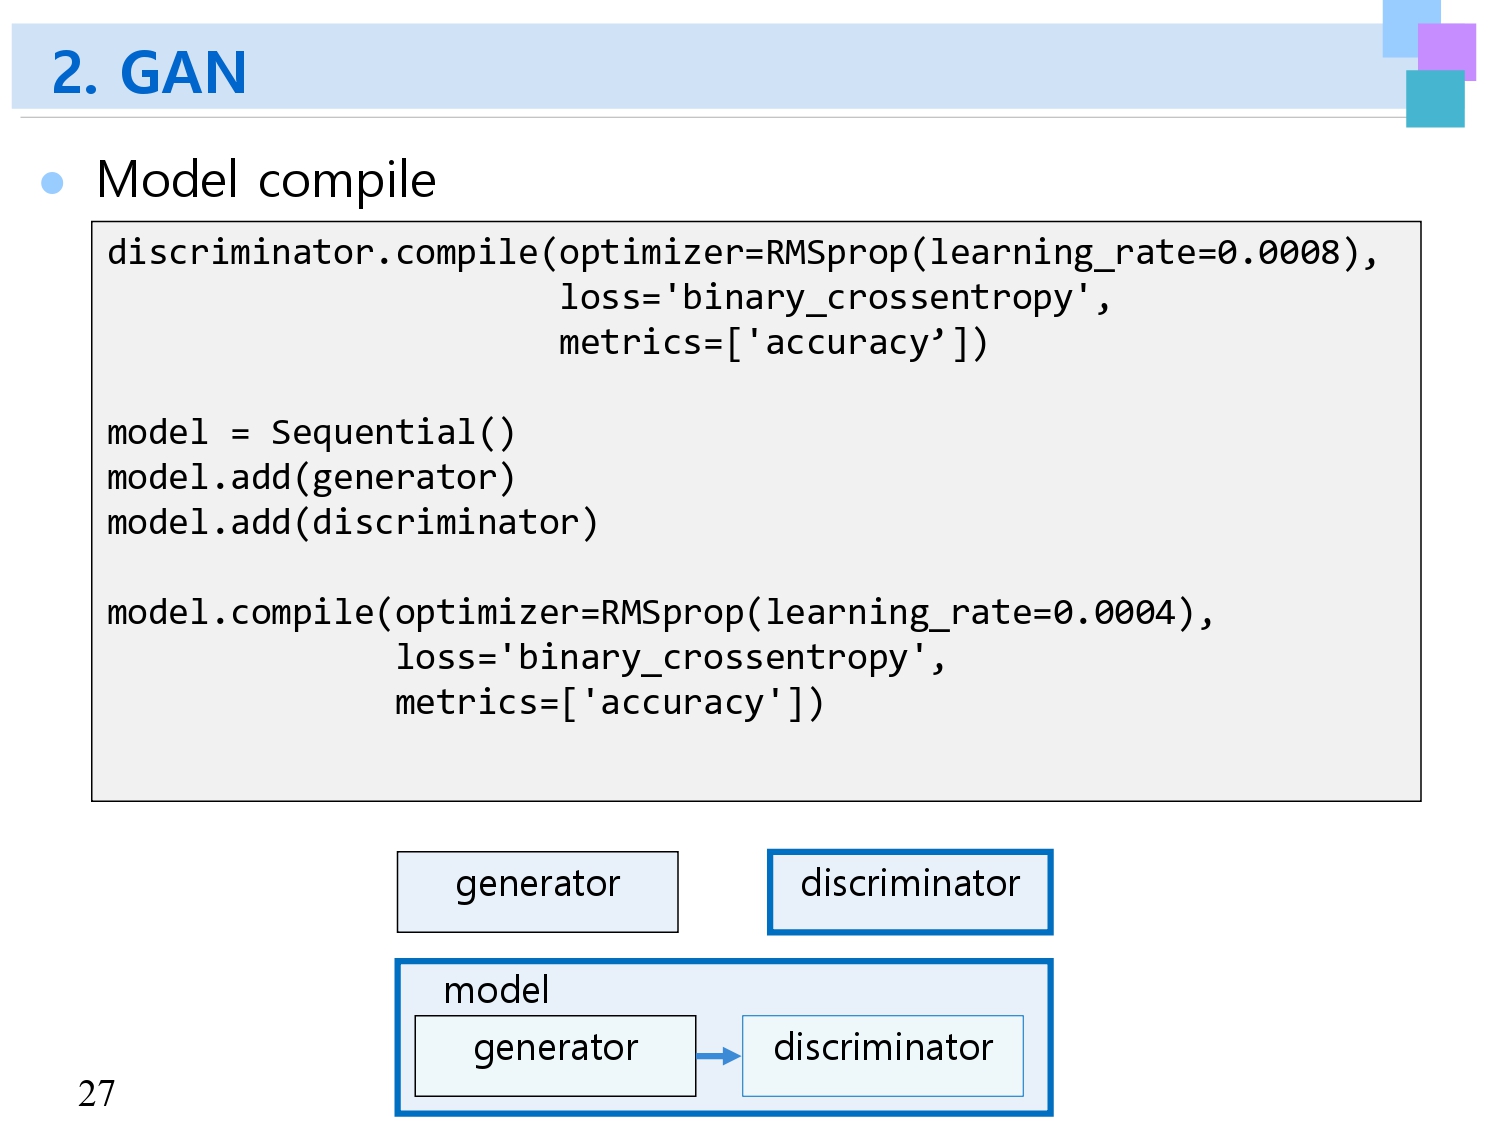 2. GAN
Model compile
discriminator.compile(optimizer=RMSprop(learning_rate=0.0008),
                      loss='binary_crossentropy',
                      metrics=['accuracy’])
model = Sequential()
model.add(generator)
model.add(discriminator)
model.compile(optimizer=RMSprop(learning_rate=0.0004),
              loss='binary_crossentropy',
              metrics=['accuracy'])
generator discriminator
model
generator discriminator
27